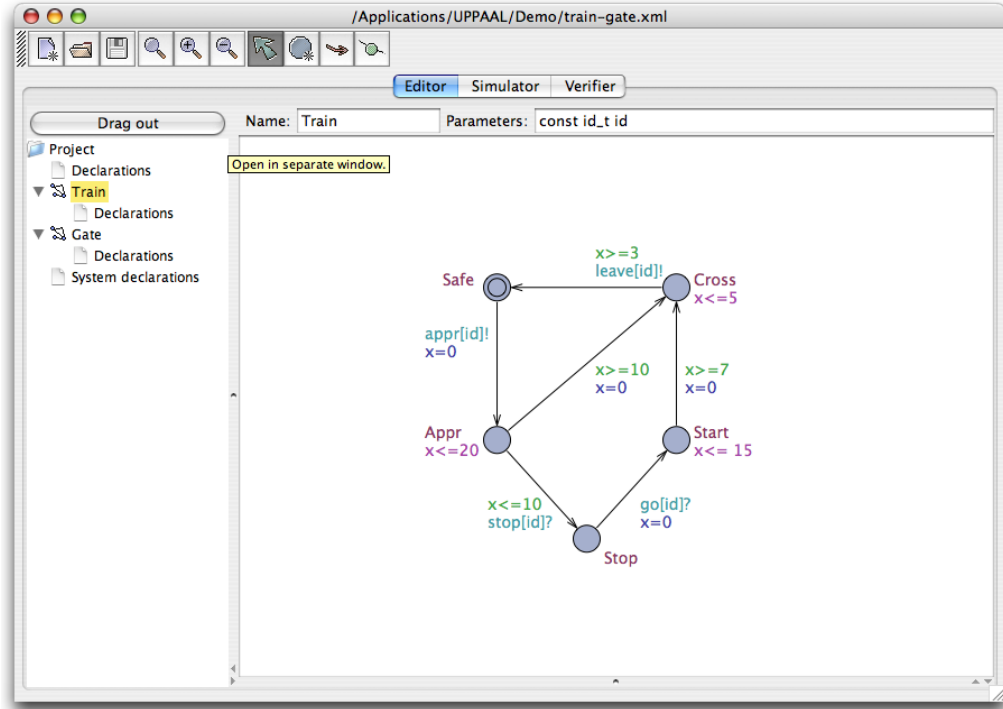 /Applications/UPPAAL/Demo/train-gate.xml
Editor Simulator Verifier
Drag out
Name: Train Parameters: const id_t id
Project
Open in separate window.
Declarations
Train
Declarations
Gate
Declarations
System declarations
x>=3
leave[id]!
Safe
Cross
x<=5
appr[id]!
x=0
x>=10
x=0
x>=7
x=0
Appr
x<=20
Start
x<= 15
x<=10
stop[id]?
go[id]?
x=0
Stop